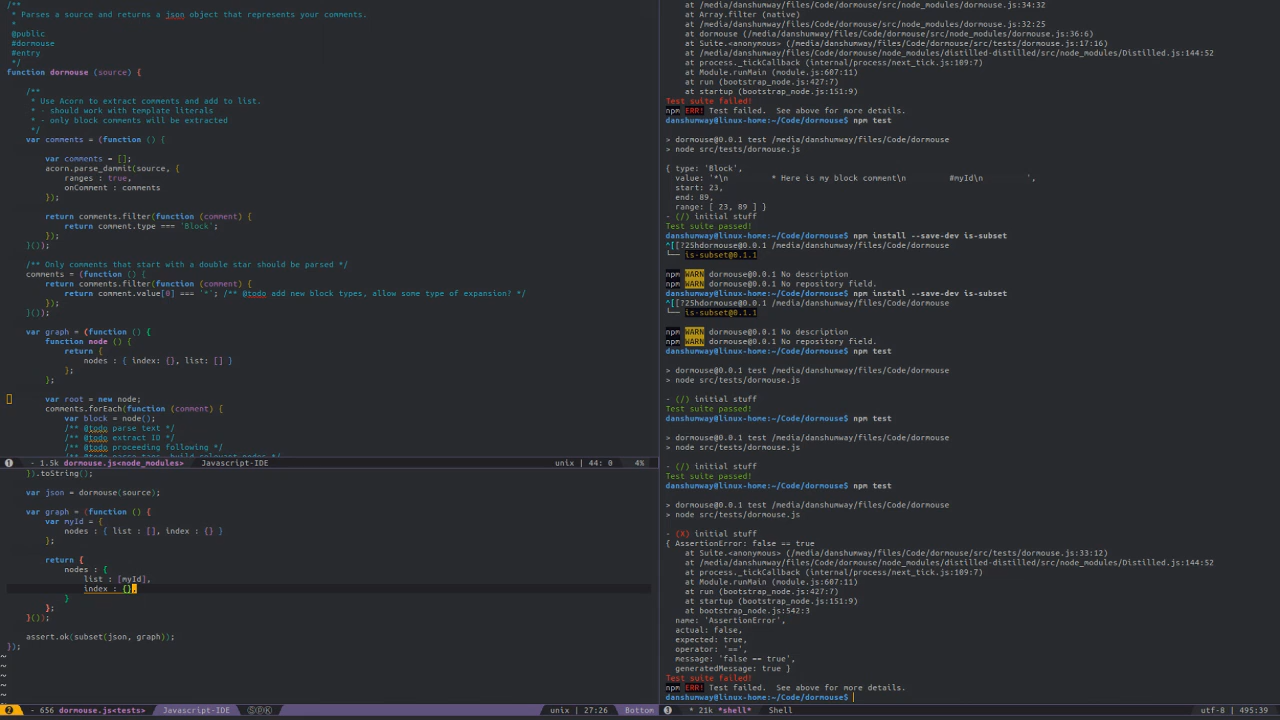 /**
 * Parses a source and returns a json object that represents your comments.
 *
 @public
 #dormouse
 #entry
 */
function dormouse (source) {
/**
 * Use Acorn to extract comments and add to list.
 * - should work with template literals
 * - only block comments will be extracted
 */
var comments = (function () {
var comments = [];
acorn.parse_dammit(source, {
ranges : true,
onComment : comments
});
return comments.filter(function (comment) {
return comment.type === 'Block';
});
}());
/** Only comments that start with a double star should be parsed */
comments = (function () {
return comments.filter(function (comment) {
return comment.value[0] === '*'; /** @todo add new block types, allow some type of expansion? */
});
}());
var graph = (function () {
function node () {
return {
nodes : { index: {}, list: [] }
};
};
var root = new node;
comments.forEach(function (comment) {
var block = node();
/** @todo parse text */
/** @todo extract ID */
/** @todo proceeding following */
/** @todo parse tags, build relevant nodes */
1 - 1.5k dormouse.js<node_modules> Javascript-IDE unix | 44: 0 4%
}).toString();
var json = dormouse(source);
var graph = (function () {
var myId = {
nodes : { list : [], index : {} }
};
return {
nodes : {
list : [myId],
index : {},
}
};
}());
assert.ok(subset(json, graph));
});
~
~
~
~
~
2 - 656 dormouse.js<tests> Javascript-IDE ⓈⓅⓀ unix | 27:26 Bottom
at /media/danshumway/files/Code/dormouse/src/node_modules/dormouse.js:34:32
at Array.filter (native)
at /media/danshumway/files/Code/dormouse/src/node_modules/dormouse.js:32:25
at dormouse (/media/danshumway/files/Code/dormouse/src/node_modules/dormouse.js:36:6)
at Suite.<anonymous> (/media/danshumway/files/Code/dormouse/src/tests/dormouse.js:17:16)
at /media/danshumway/files/Code/dormouse/node_modules/distilled-distilled/src/node_modules/Distilled.js:144:52
at process._tickCallback (internal/process/next_tick.js:109:7)
at Module.runMain (module.js:607:11)
at run (bootstrap_node.js:427:7)
at startup (bootstrap_node.js:151:9)
Test suite failed!
npm ERR! Test failed. See above for more details.
danshumway@linux-home:~/Code/dormouse$ npm test
> dormouse@0.0.1 test /media/danshumway/files/Code/dormouse
> node src/tests/dormouse.js
{ type: 'Block',
value: '*\n * Here is my block comment\n #myId\n ',
start: 23,
end: 89,
range: [ 23, 89 ] }
- (/) initial stuff
Test suite passed!
danshumway@linux-home:~/Code/dormouse$ npm install --save-dev is-subset
^[[?25hdormouse@0.0.1 /media/danshumway/files/Code/dormouse
└── is-subset@0.1.1
npm WARN dormouse@0.0.1 No description
npm WARN dormouse@0.0.1 No repository field.
danshumway@linux-home:~/Code/dormouse$ npm install --save-dev is-subset
^[[?25hdormouse@0.0.1 /media/danshumway/files/Code/dormouse
└── is-subset@0.1.1
npm WARN dormouse@0.0.1 No description
npm WARN dormouse@0.0.1 No repository field.
danshumway@linux-home:~/Code/dormouse$ npm test
> dormouse@0.0.1 test /media/danshumway/files/Code/dormouse
> node src/tests/dormouse.js
- (/) initial stuff
Test suite passed!
danshumway@linux-home:~/Code/dormouse$ npm test
> dormouse@0.0.1 test /media/danshumway/files/Code/dormouse
> node src/tests/dormouse.js
- (/) initial stuff
Test suite passed!
danshumway@linux-home:~/Code/dormouse$ npm test
> dormouse@0.0.1 test /media/danshumway/files/Code/dormouse
> node src/tests/dormouse.js
- (X) initial stuff
{ AssertionError: false == true
at Suite.<anonymous> (/media/danshumway/files/Code/dormouse/src/tests/dormouse.js:33:12)
at /media/danshumway/files/Code/dormouse/node_modules/distilled-distilled/src/node_modules/Distilled.js:144:52
at process._tickCallback (internal/process/next_tick.js:109:7)
at Module.runMain (module.js:607:11)
at run (bootstrap_node.js:427:7)
at startup (bootstrap_node.js:151:9)
at bootstrap_node.js:542:3
name: 'AssertionError',
actual: false,
expected: true,
operator: '==',
message: 'false == true',
generatedMessage: true }
Test suite failed!
npm ERR! Test failed. See above for more details.
danshumway@linux-home:~/Code/dormouse$
3 * 21k *shell* Shell utf-8 | 495:39